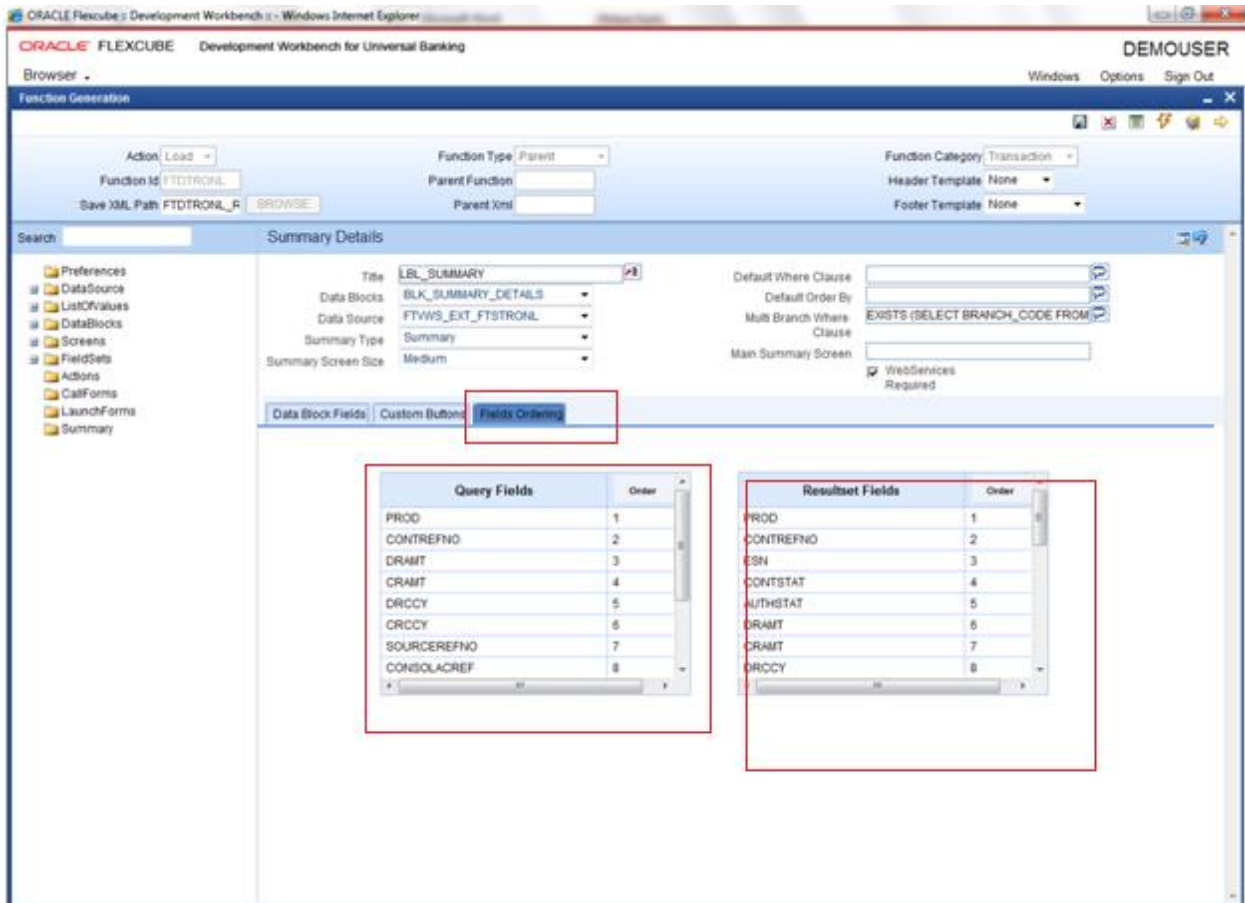 ORACLE Flexcube :: Development Workbench :: - Windows Internet Explorer
ORACLE FLEXCUBE Development Workbench for Universal Banking DEMOUSER
Browser Windows Options Sign Out
Function Generation
Action Load Function Type Parent Function Category Transaction
Function Id FTDTRONL Parent Function Header Template None
Save XML Path FTDTRONL_R BROWSE Parent Xml Footer Template None
Search Summary Details
Preferences
DataSource
ListOfValues
DataBlocks
Screens
FieldSets
Actions
CallForms
LaunchForms
Summary
Title LBL_SUMMARY Default Where Clause
Data Blocks BLK_SUMMARY_DETAILS Default Order By
Data Source FTVWS_EXT_FTSTRONL Multi Branch Where Clause EXISTS (SELECT BRANCH_CODE FROM
Summary Type Summary Main Summary Screen
Summary Screen Size Medium WebServices Required
Data Block Fields Custom Buttons Fields Ordering
Query Fields Order Resultset Fields Order
PROD 1 PROD 1
CONTREFNO 2 CONTREFNO 2
DRAMT 3 ESN 3
CRAMT 4 CONTSTAT 4
DRCCY 5 AUTHSTAT 5
CRCCY 6 DRAMT 6
SOURCEREFNO 7 CRAMT 7
CONSOLACREF 8 DRCCY 8